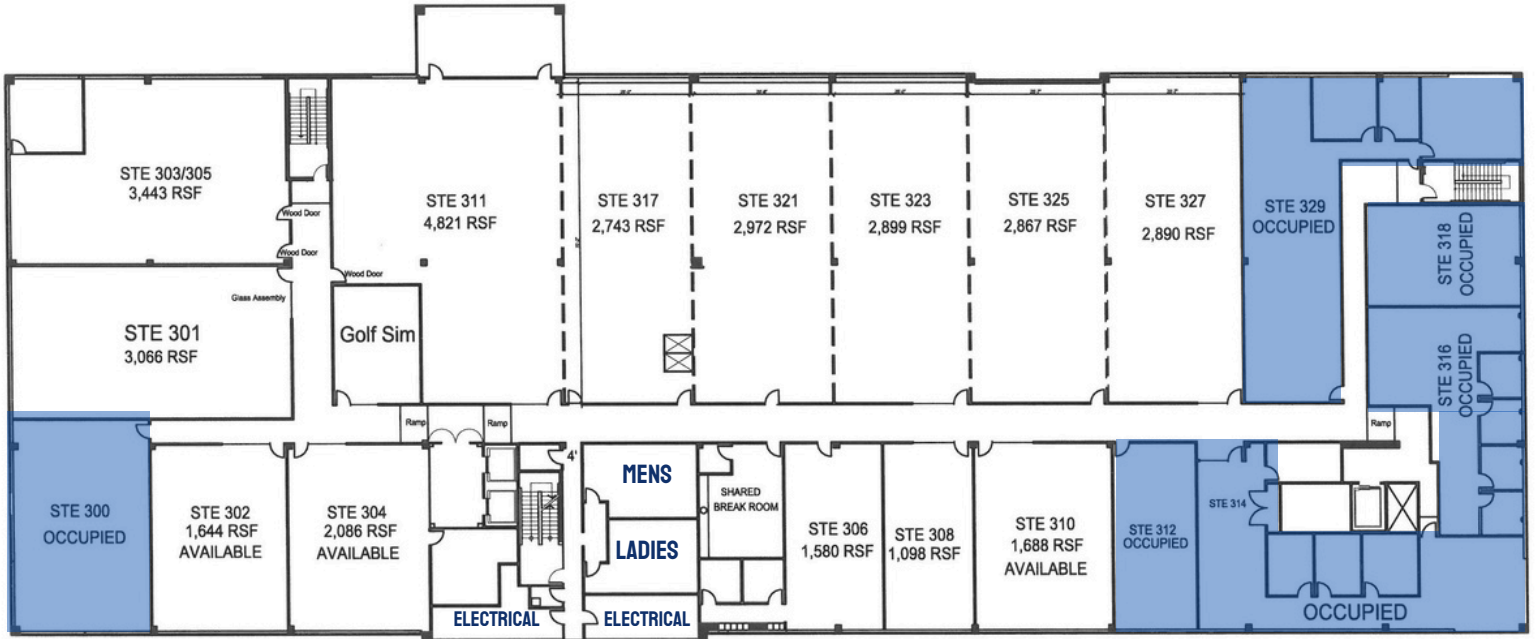 STE 303/305
3,443 RSF
Wood Door
Wood Door
Wood Door
STE 311
4,821 RSF
STE 317
2,743 RSF
STE 321
2,972 RSF
STE 323
2,899 RSF
STE 325
2,867 RSF
STE 327
2,890 RSF
STE 329
OCCUPIED
STE 318
OCCUPIED
STE 316
OCCUPIED
Glass Assembly
STE 301
3,066 RSF
Golf Sim
Ramp
Ramp
Ramp
STE 300
OCCUPIED
STE 302
1,644 RSF
AVAILABLE
STE 304
2,086 RSF
AVAILABLE
4'
MENS
LADIES
ELECTRICAL
ELECTRICAL
SHARED
BREAK ROOM
STE 306
1,580 RSF
STE 308
1,098 RSF
STE 310
1,688 RSF
AVAILABLE
STE 312
OCCUPIED
STE 314
OCCUPIED